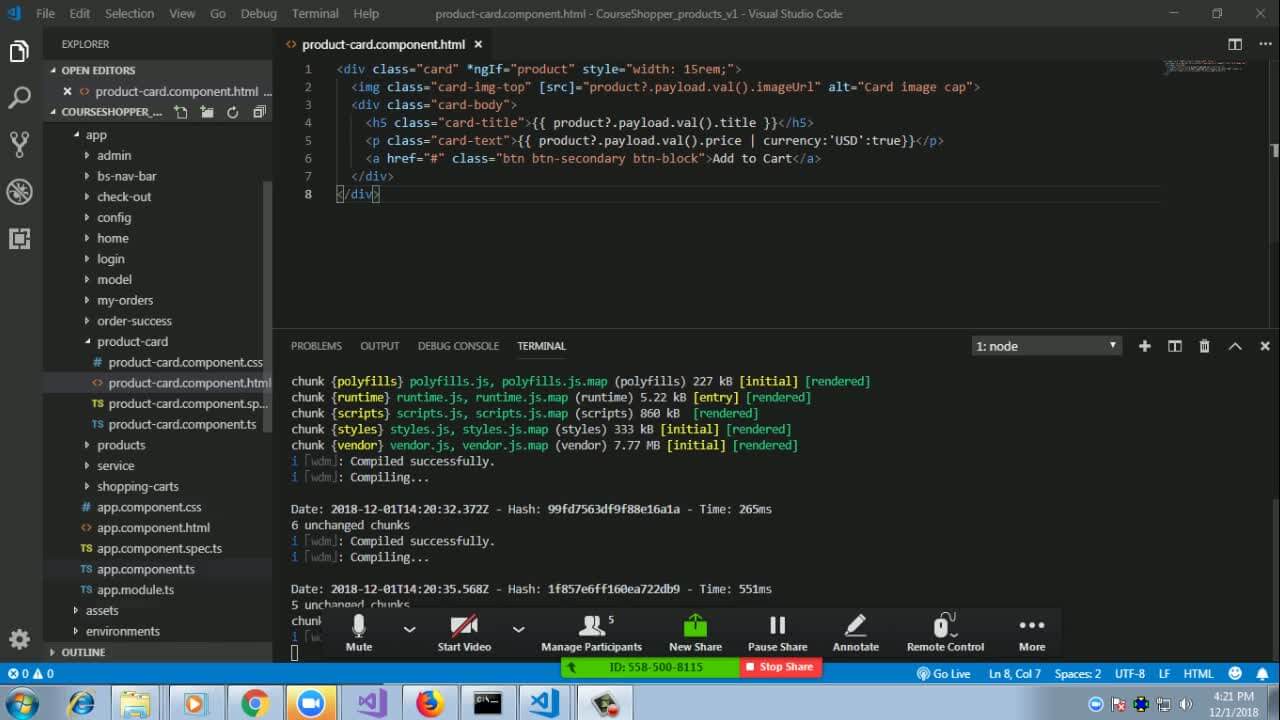 File Edit Selection View Go Debug Terminal Help product-card.component.html - CourseShopper_products_v1 - Visual Studio Code
EXPLORER
OPEN EDITORS
product-card.component.html ...
COURSESHOPPER_...
app
admin
bs-nav-bar
check-out
config
home
login
model
my-orders
order-success
product-card
product-card.component.css
product-card.component.html
product-card.component.sp...
product-card.component.ts
products
service
shopping-carts
app.component.css
app.component.html
app.component.spec.ts
app.component.ts
app.module.ts
assets
environments
OUTLINE
product-card.component.html
1 <div class="card" *ngIf="product" style="width: 15rem;">
2 <img class="card-img-top" [src]="product?.payload.val().imageUrl" alt="Card image cap">
3 <div class="card-body">
4 <h5 class="card-title">{{ product?.payload.val().title }}</h5>
5 <p class="card-text">{{ product?.payload.val().price | currency:'USD':true}}</p>
6 <a href="#" class="btn btn-secondary btn-block">Add to Cart</a>
7 </div>
8 </div>
PROBLEMS OUTPUT DEBUG CONSOLE TERMINAL 1: node
chunk {polyfills} polyfills.js, polyfills.js.map (polyfills) 227 kB [initial] [rendered]
chunk {runtime} runtime.js, runtime.js.map (runtime) 5.22 kB [entry] [rendered]
chunk {scripts} scripts.js, scripts.js.map (scripts) 860 kB [rendered]
chunk {styles} styles.js, styles.js.map (styles) 333 kB [initial] [rendered]
chunk {vendor} vendor.js, vendor.js.map (vendor) 7.77 MB [initial] [rendered]
i ｢wdm｣: Compiled successfully.
i ｢wdm｣: Compiling...
Date: 2018-12-01T14:20:32.372Z - Hash: 99fd7563df9f88e16a1a - Time: 265ms
6 unchanged chunks
i ｢wdm｣: Compiled successfully.
i ｢wdm｣: Compiling...
Date: 2018-12-01T14:20:35.568Z - Hash: 1f857e6ff160ea722db9 - Time: 551ms
5 unchanged chunks
chunk
Mute Start Video Manage Participants 5 New Share Pause Share Annotate Remote Control More
ID: 558-500-8115 Stop Share
0 0 Go Live Ln 8, Col 7 Spaces: 2 UTF-8 LF HTML
4:21 PM
12/1/2018